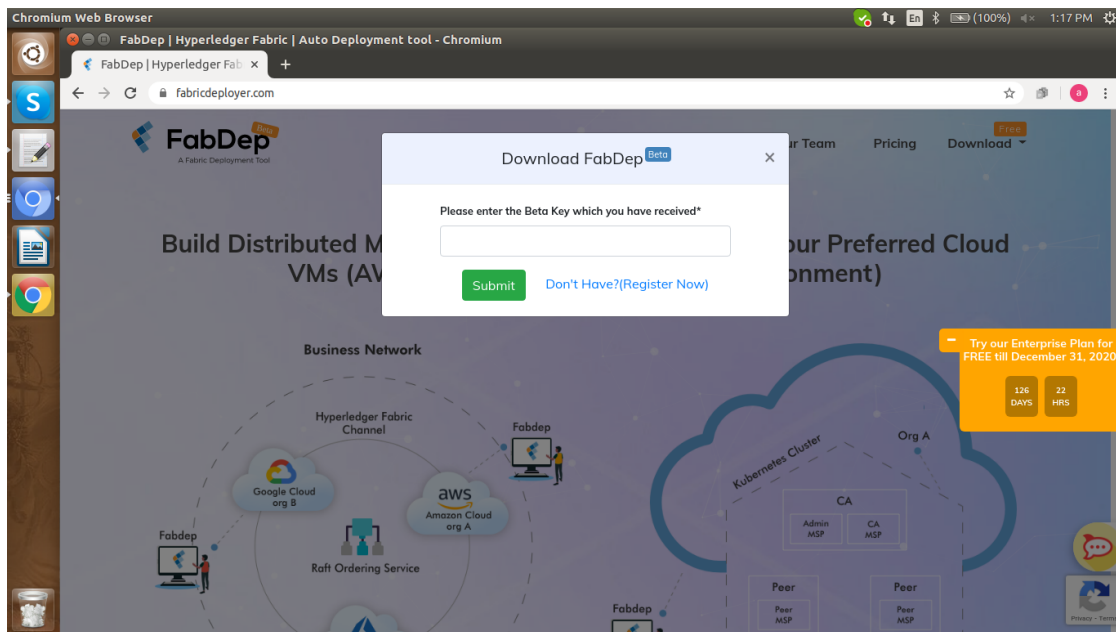 Chromium Web Browser
En
(100%)
1:17 PM
FabDep | Hyperledger Fabric | Auto Deployment tool - Chromium
FabDep | Hyperledger Fab
fabricdeployer.com
a
S
FabDep
Beta
A Fabric Deployment Tool
ur Team
Pricing
Download
Free
Download FabDep Beta
×
Please enter the Beta Key which you have received*
Submit
Don't Have?(Register Now)
Build Distributed M
our Preferred Cloud
VMs (AV
onment)
Try our Enterprise Plan for
FREE till December 31, 2020
126
DAYS
22
HRS
Business Network
Hyperledger Fabric
Channel
Fabdep
Google Cloud
org B
aws
Amazon Cloud
org A
Fabdep
Raft Ordering
Service
Kubernetes Cluster
Org A
CA
Admin
MSP
CA
MSP
Peer
Peer
MSP
Peer
Peer
MSP
Fabdep
Privacy - Term